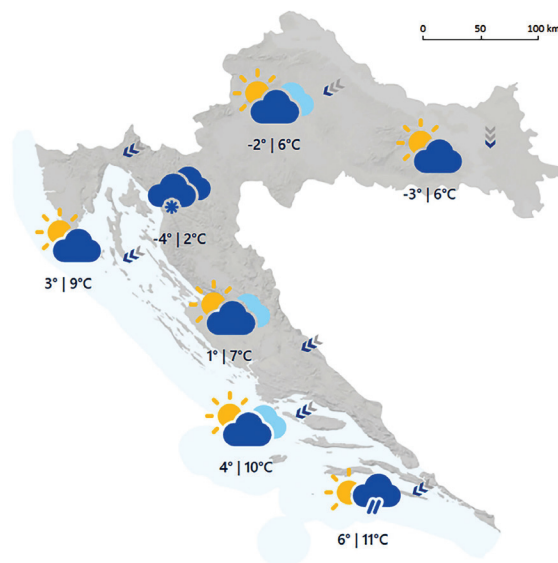 0 50 100 km
-2° | 6°C
-3° | 6°C
-4° | 2°C
3° | 9°C
1° | 7°C
4° | 10°C
6° | 11°C